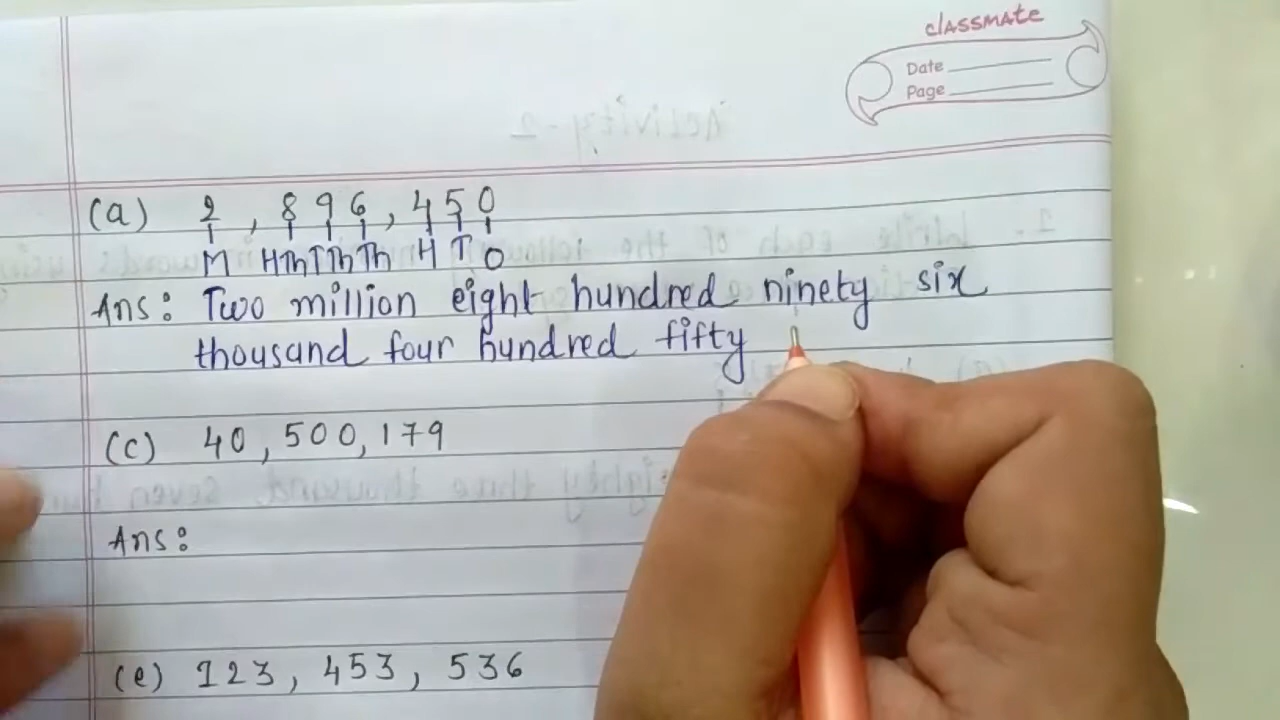 classmate
Date
Page
(a) 2, 896, 450
M HTh TTh Th H T O
Ans: Two million eight hundred ninety six
thousand four hundred fifty
(c) 40,500,179
Ans:
(e) 123, 453, 536